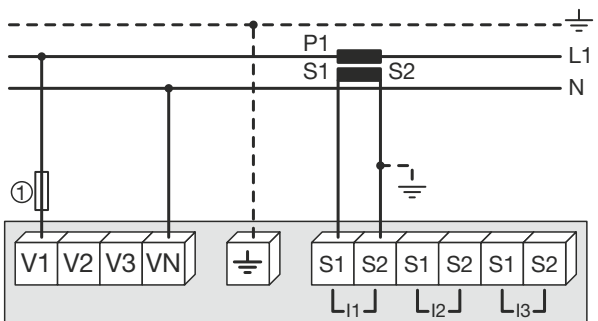 P1
L1
S1 S2
N
①
V1 V2 V3 VN S1 S2 S1 S2 S1 S2
I1 I2 I3